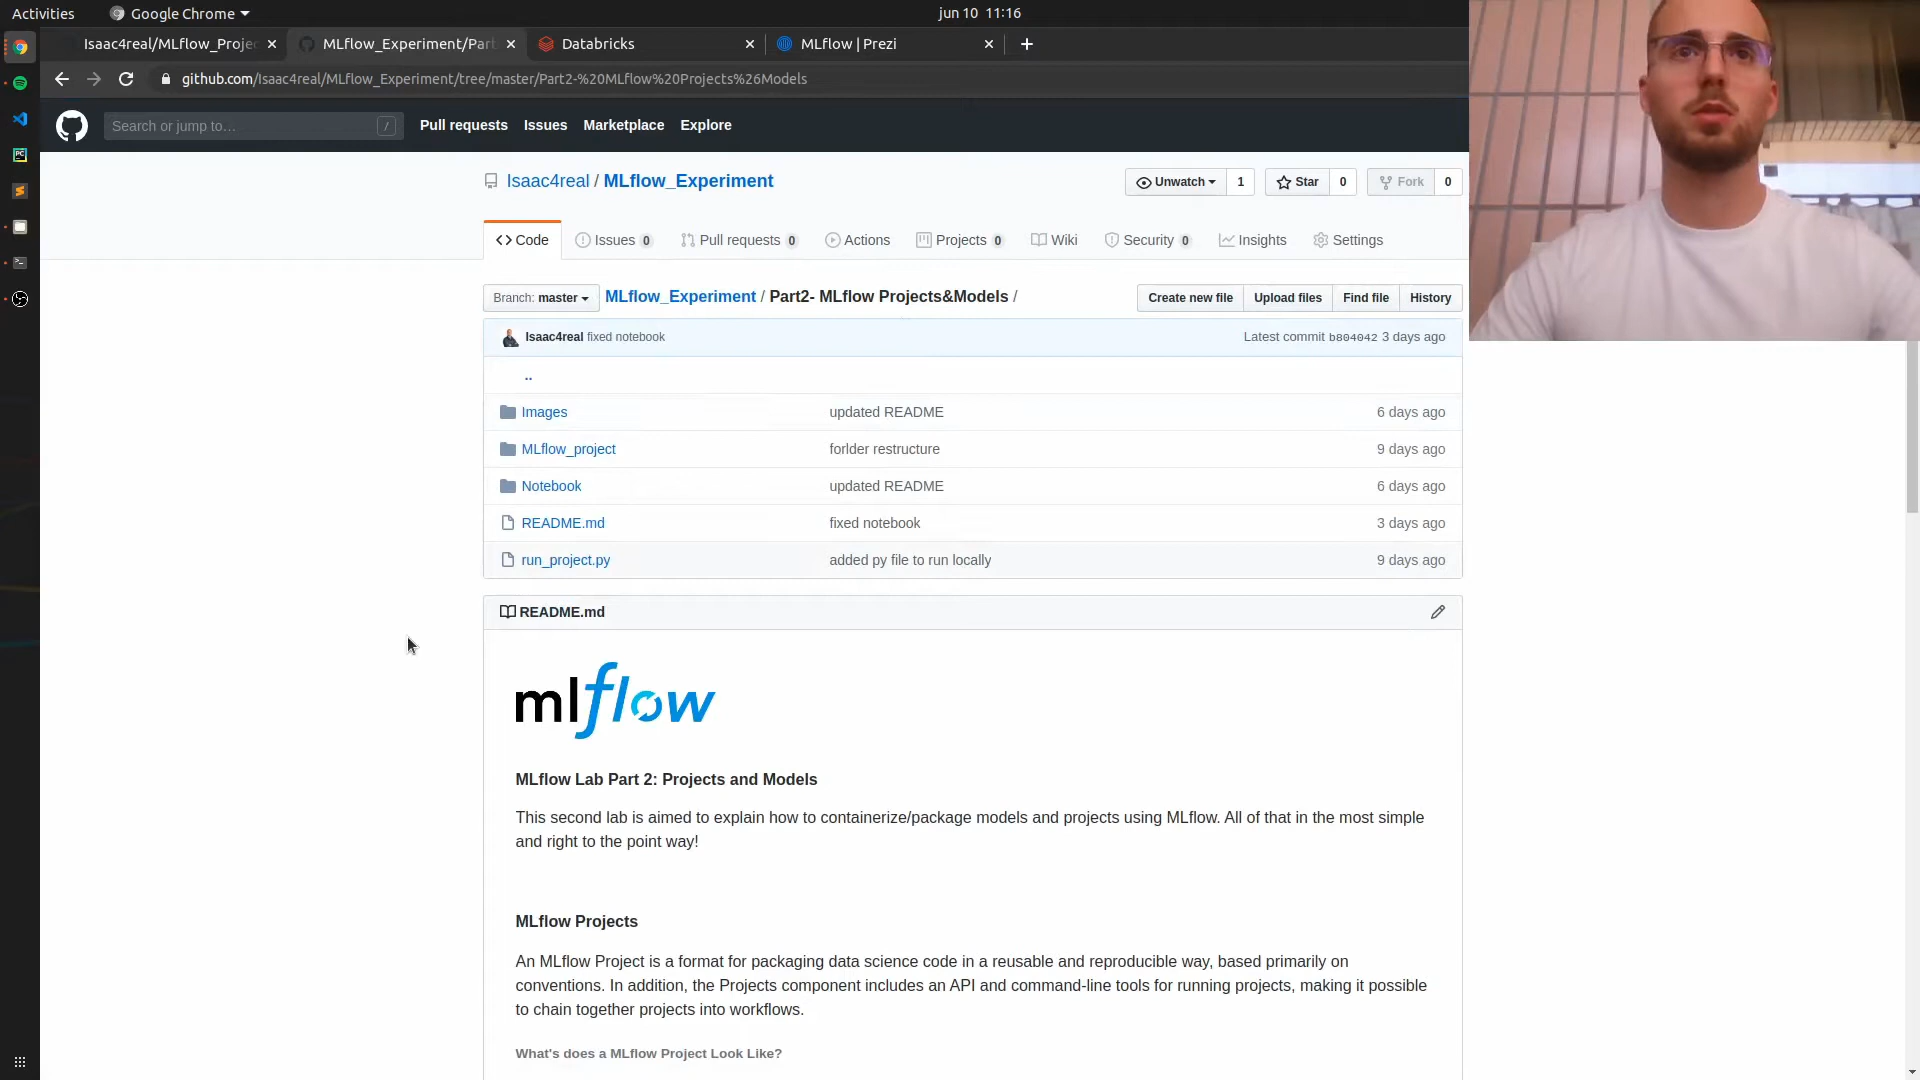 Activities
Google Chrome
jun 10 11:16
Isaac4real/MLflow_Projec
MLflow_Experiment/Part
Databricks
MLflow | Prezi
github.com/Isaac4real/MLflow_Experiment/tree/master/Part2-%20MLflow%20Projects%26Models
Search or jump to…
/
Pull requests
Issues
Marketplace
Explore
Isaac4real / MLflow_Experiment
Unwatch 1
Star 0
Fork 0
Code
Issues 0
Pull requests 0
Actions
Projects 0
Wiki
Security 0
Insights
Settings
Branch: master
MLflow_Experiment / Part2- MLflow Projects&Models /
Create new file
Upload files
Find file
History
Isaac4real fixed notebook
Latest commit b804042 3 days ago
..
Images updated README 6 days ago
MLflow_project forlder restructure 9 days ago
Notebook updated README 6 days ago
README.md fixed notebook 3 days ago
run_project.py added py file to run locally 9 days ago
README.md
mlflow
MLflow Lab Part 2: Projects and Models
This second lab is aimed to explain how to containerize/package models and projects using MLflow. All of that in the most simple
and right to the point way!
MLflow Projects
An MLflow Project is a format for packaging data science code in a reusable and reproducible way, based primarily on
conventions. In addition, the Projects component includes an API and command-line tools for running projects, making it possible
to chain together projects into workflows.
What's does a MLflow Project Look Like?